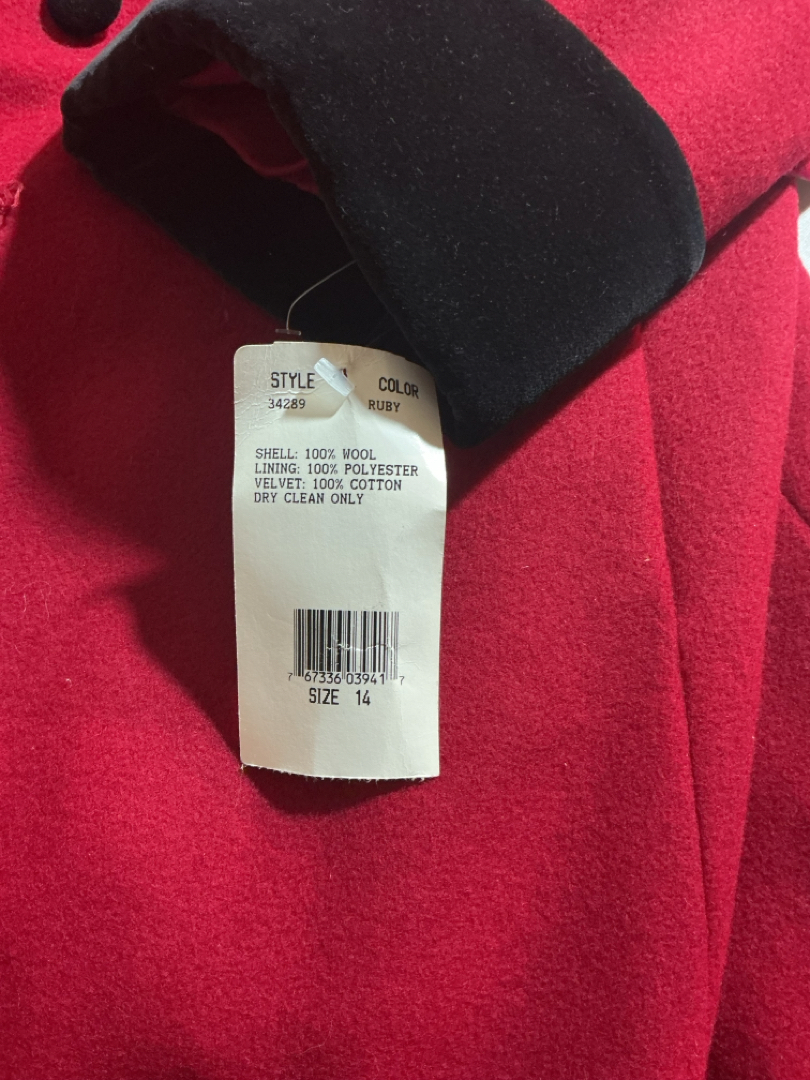 STYLE COLOR
34289 RUBY
SHELL: 100% WOOL
LINING: 100% POLYESTER
VELVET: 100% COTTON
DRY CLEAN ONLY
7 67336 03941 7
SIZE 14